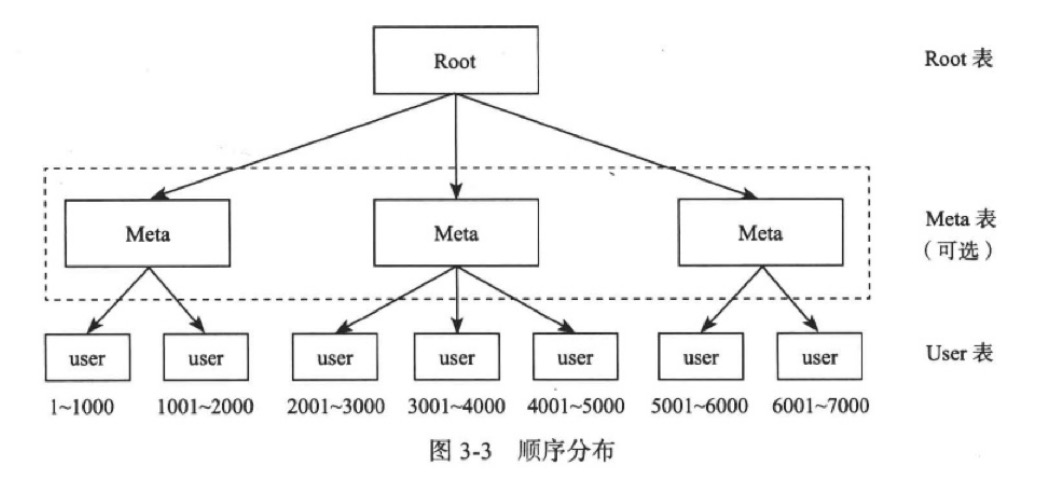 Root
Root 表
Meta
Meta
Meta
Meta 表
（可选）
user
user
user
user
user
user
user
User 表
1~1000
1001~2000
2001~3000
3001~4000
4001~5000
5001~6000
6001~7000
图 3-3 顺序分布